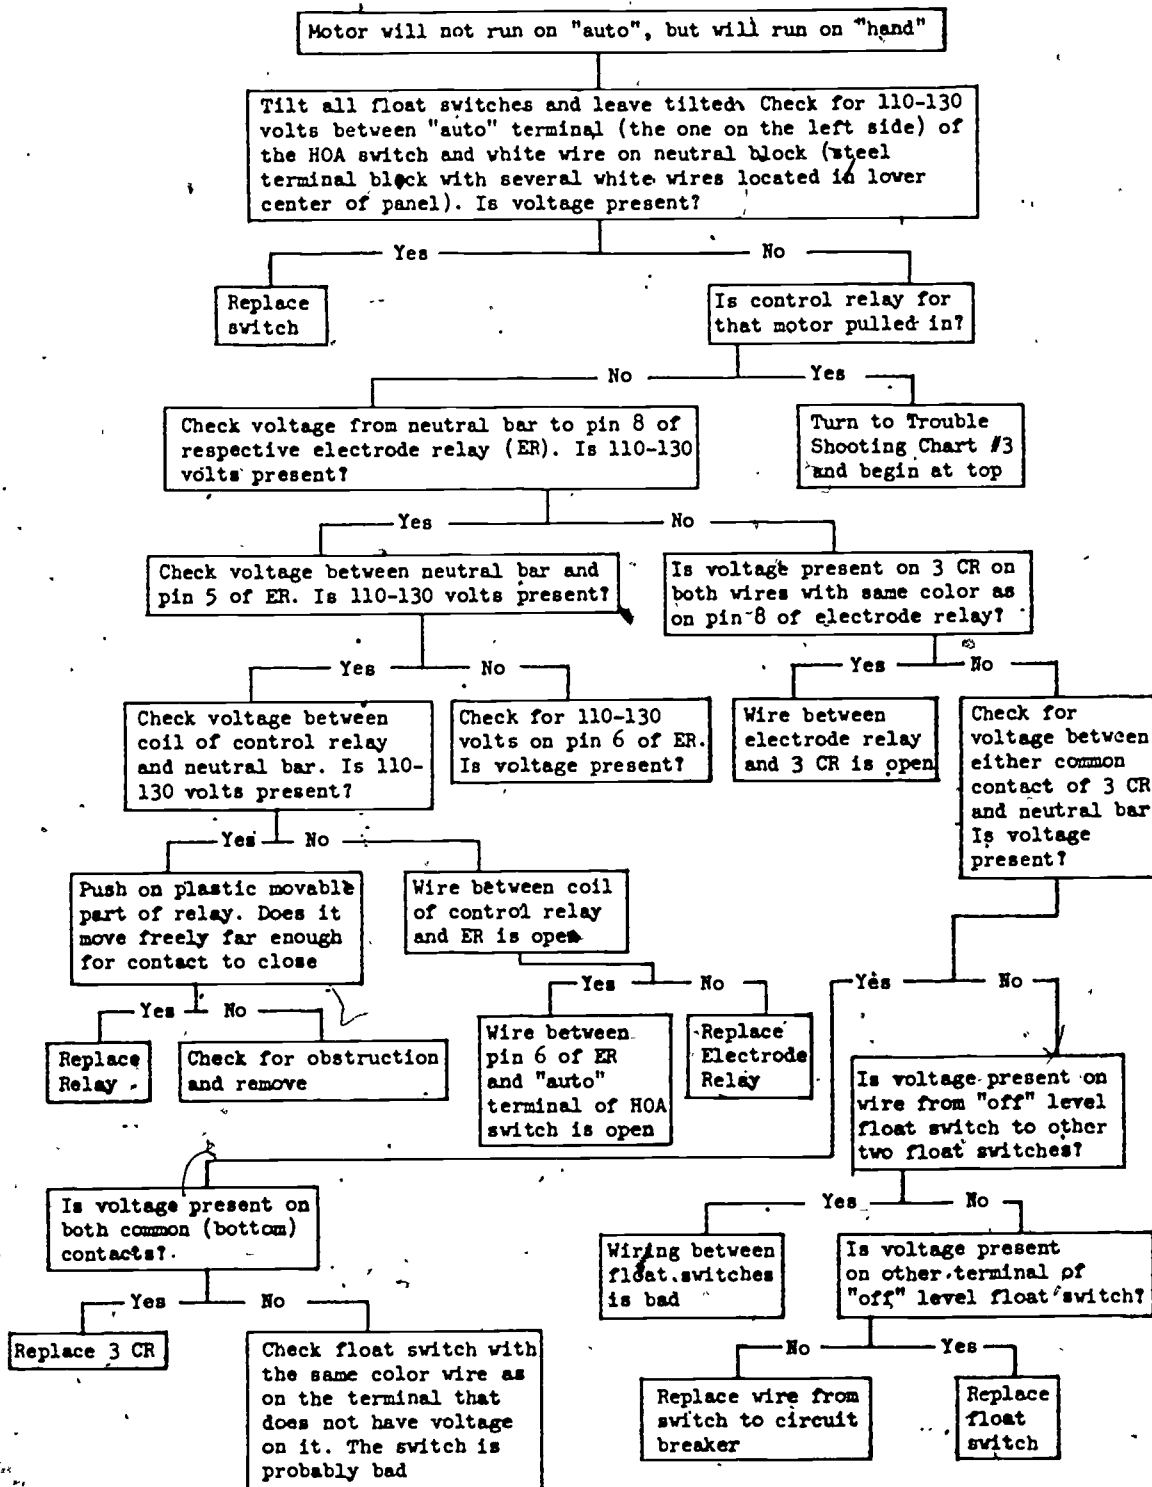 Motor will not run on "auto", but will run on "hand"
Tilt all float switches and leave tilted. Check for 110-130
volts between "auto" terminal (the one on the left side) of
the HOA switch and white wire on neutral block (steel
terminal block with several white wires located in lower
center of panel). Is voltage present?
Yes
No
Replace
switch
Is control relay for
that motor pulled in?
No
Yes
Check voltage from neutral bar to pin 8 of
respective electrode relay (ER). Is 110-130
volts present?
Turn to Trouble
Shooting Chart #3
and begin at top
Yes
No
Check voltage between neutral bar and
pin 5 of ER. Is 110-130 volts present?
Is voltage present on 3 CR on
both wires with same color as
on pin 8 of electrode relay?
Yes
No
Yes
No
Check voltage between
coil of control relay
and neutral bar. Is 110-
130 volts present?
Check for 110-130
volts on pin 6 of ER.
Is voltage present?
Wire between
electrode relay
and 3 CR is open
Check for
voltage between
either common
contact of 3 CR
and neutral bar
Is voltage
present?
Yes
No
Push on plastic movable
part of relay. Does it
move freely far enough
for contact to close
Wire between coil
of control relay
and ER is open
Yes
No
Yes
No
Yes
No
Replace
Relay
Check for obstruction
and remove
Wire between
pin 6 of ER
and "auto"
terminal of HOA
switch is open
Replace
Electrode
Relay
Is voltage present on
wire from "off" level
float switch to other
two float switches?
Is voltage present on
both common (bottom)
contacts?
Yes
No
Wiring between
float switches
is bad
Is voltage present
on other terminal of
"off" level float switch?
Yes
No
Replace 3 CR
Check float switch with
the same color wire as
on the terminal that
does not have voltage
on it. The switch is
probably bad
No
Yes
Replace wire from
switch to circuit
breaker
Replace
float
switch